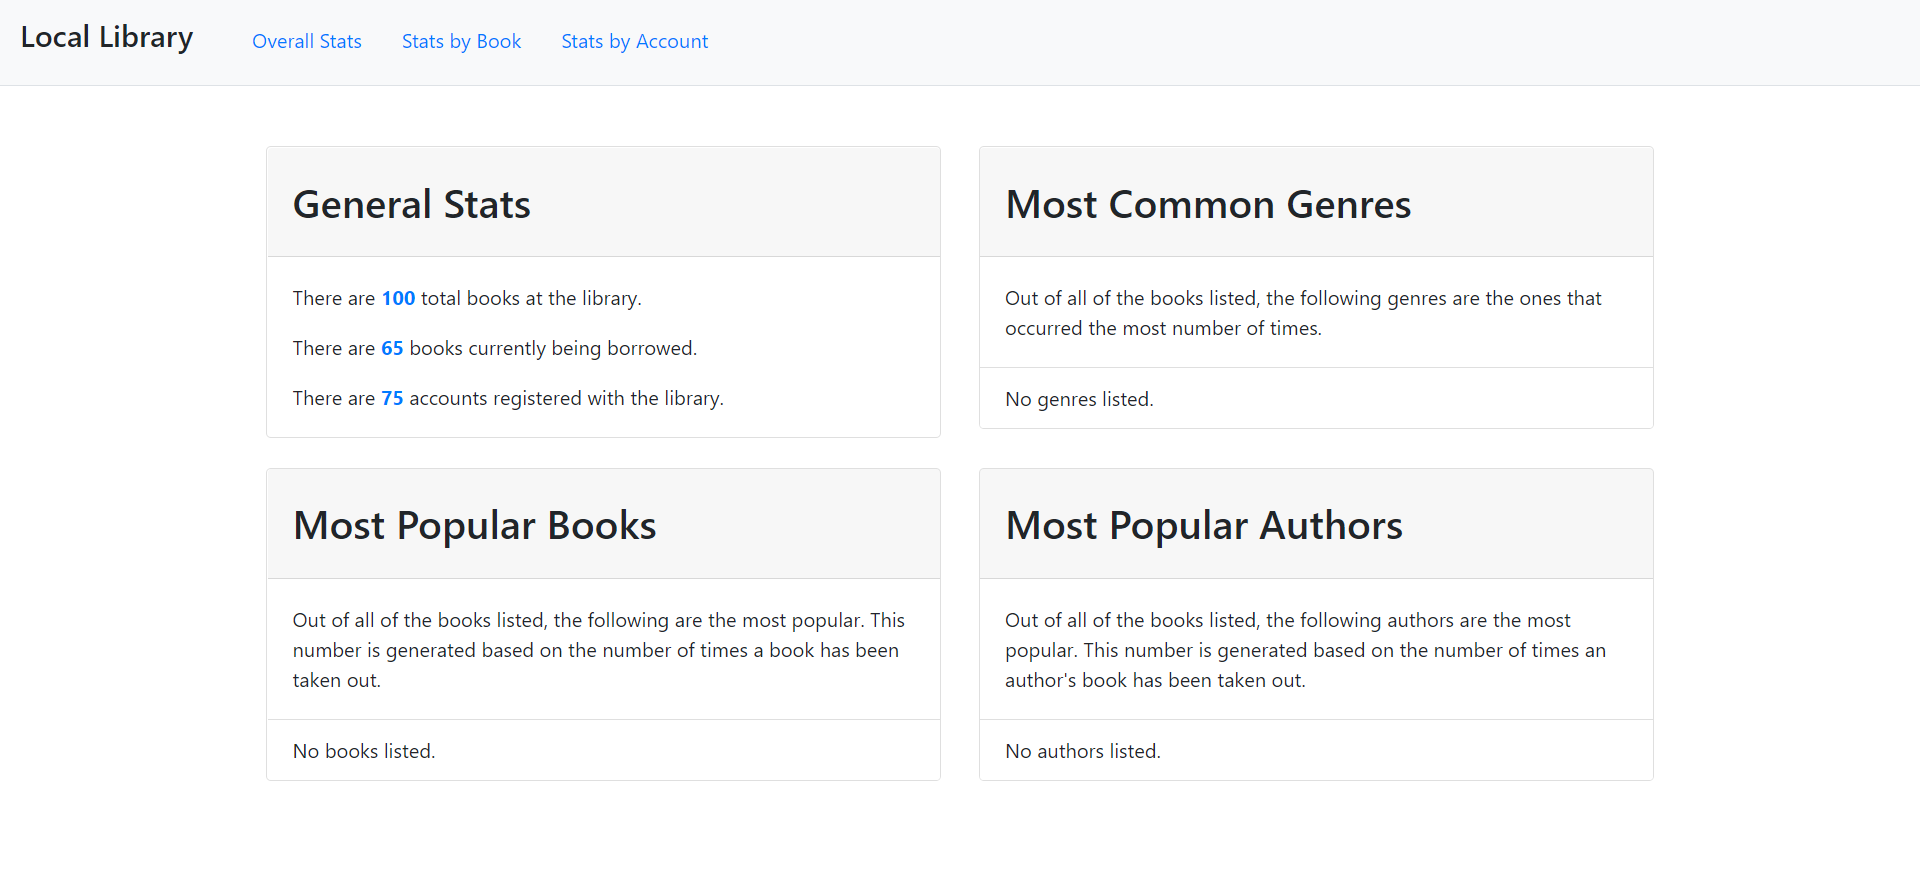 Local Library
Overall Stats
Stats by Book
Stats by Account
General Stats
There are 100 total books at the library.
There are 65 books currently being borrowed.
There are 75 accounts registered with the library.
Most Common Genres
Out of all of the books listed, the following genres are the ones that
occurred the most number of times.
No genres listed.
Most Popular Books
Out of all of the books listed, the following are the most popular. This
number is generated based on the number of times a book has been
taken out.
No books listed.
Most Popular Authors
Out of all of the books listed, the following authors are the most
popular. This number is generated based on the number of times an
author's book has been taken out.
No authors listed.